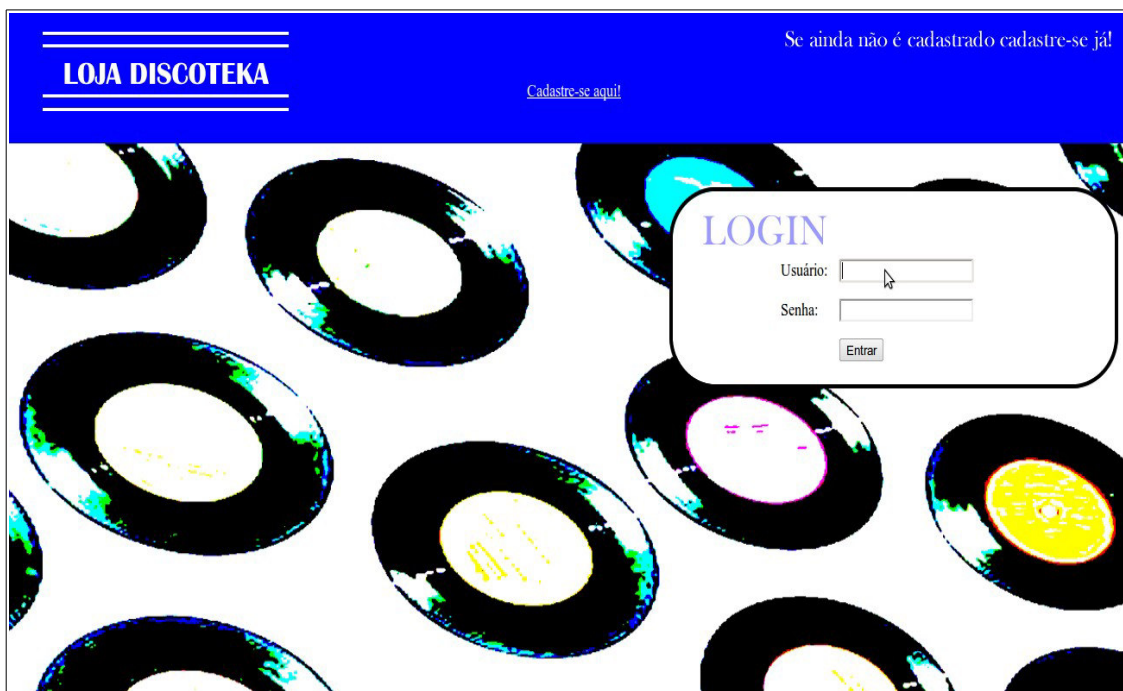 Se ainda não é cadastrado cadastre-se já!
LOJA DISCOTEKA
Cadastre-se aqui!
LOGIN
Usuário:
Senha:
Entrar